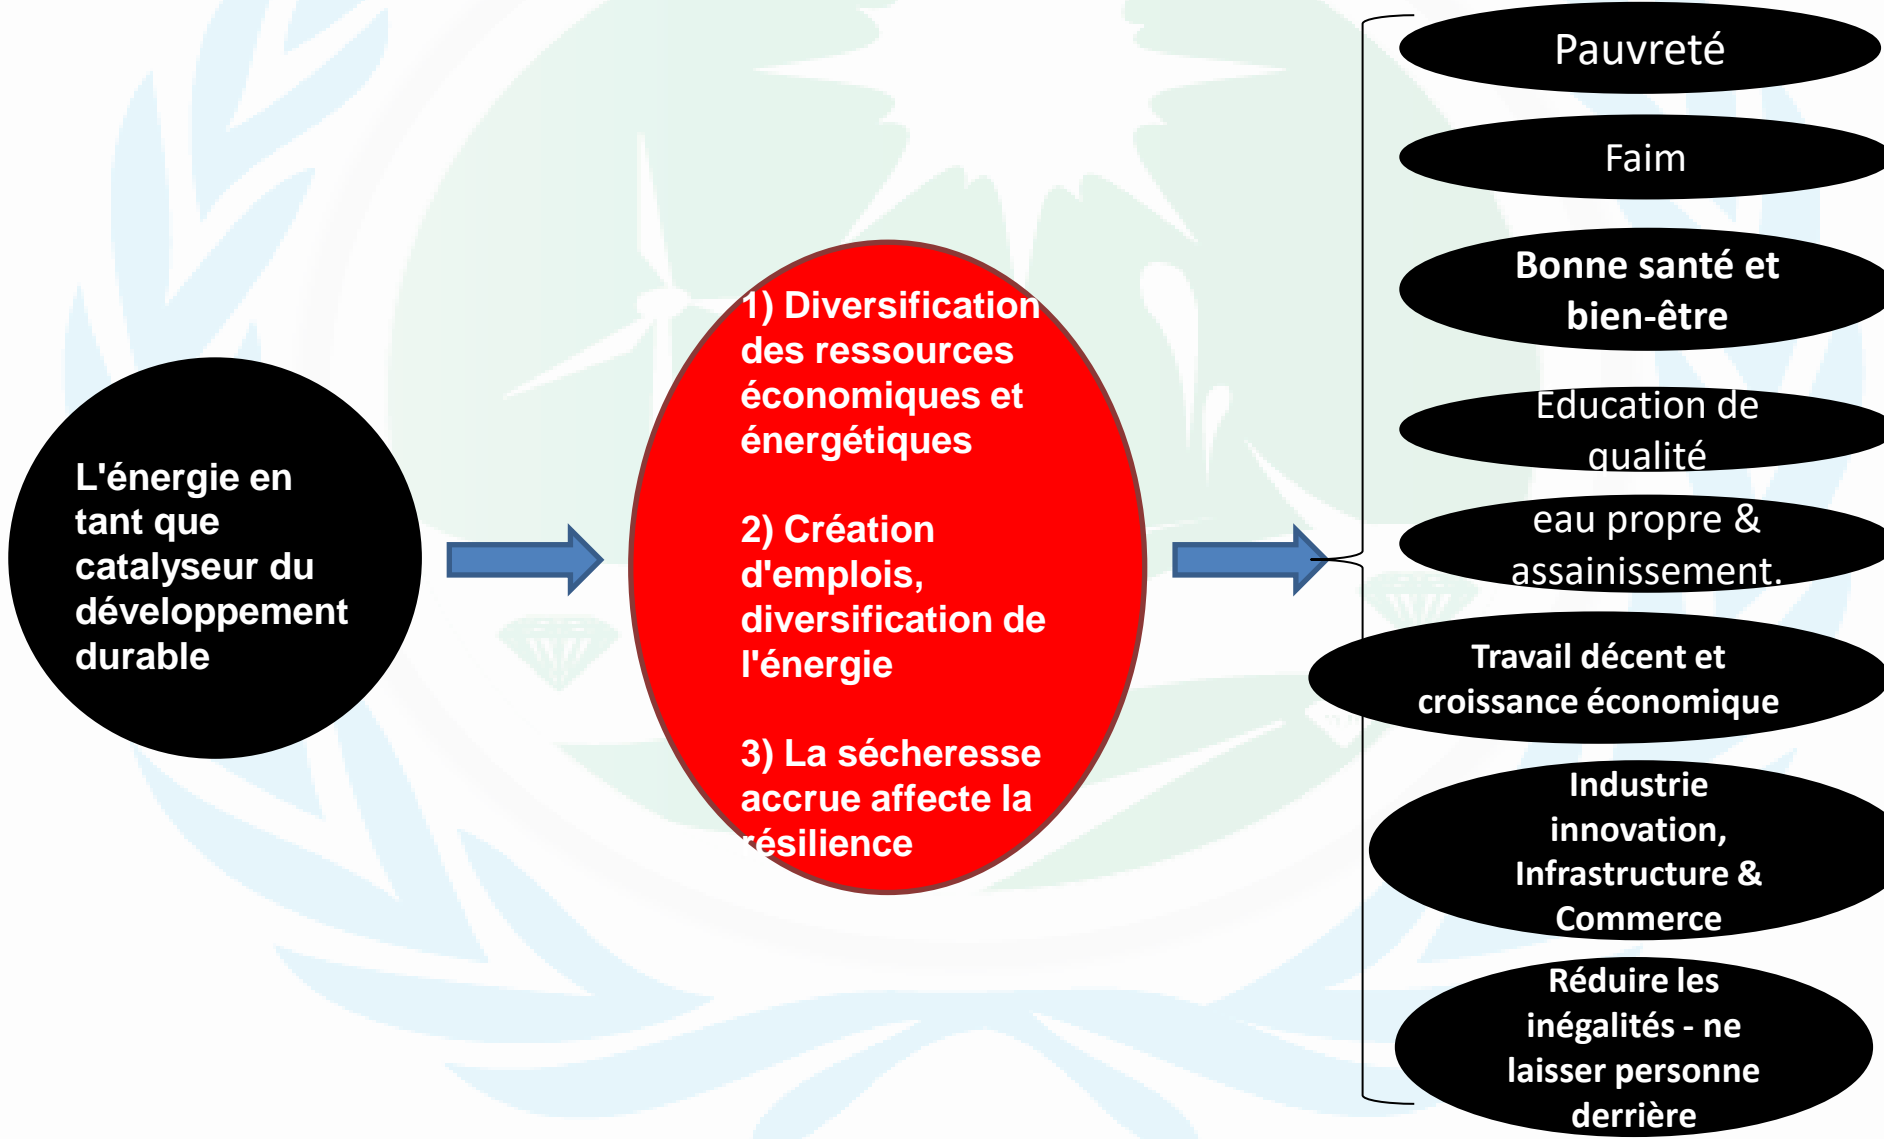 L'énergie en
tant que
catalyseur du
développement
durable
1) Diversification
des ressources
économiques et
énergétiques
2) Création
d'emplois,
diversification de
l'énergie
3) La sécheresse
accrue affecte la
résilience
Pauvreté
Faim
Bonne santé et
bien-être
Education de
qualité
eau propre &
assainissement.
Travail décent et
croissance économique
Industrie
innovation,
Infrastructure &
Commerce
Réduire les
inégalités - ne
laisser personne
derrière